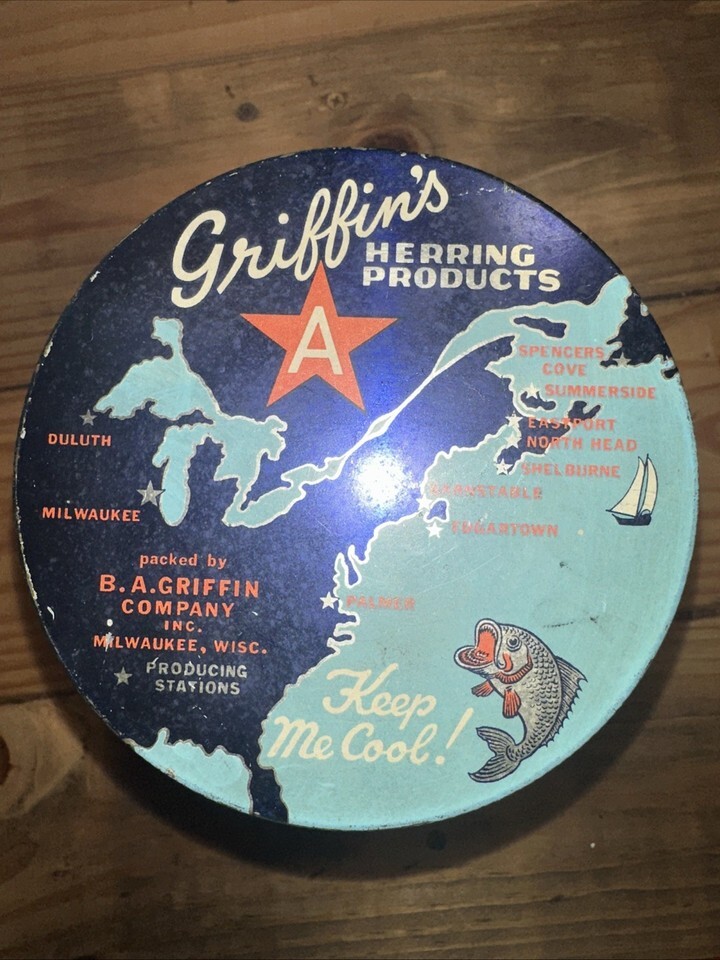 Griffin's
HERRING
PRODUCTS
A
SPENCERS
COVE
SUMMERSIDE
EASTPORT
NORTH HEAD
DULUTH
SHELBURNE
BARNSTABLE
MILWAUKEE
EDGARTOWN
packed by
B.A.GRIFFIN
COMPANY
INC.
MILWAUKEE, WISC.
PALMER
PRODUCING
STATIONS
Keep
Me Cool!